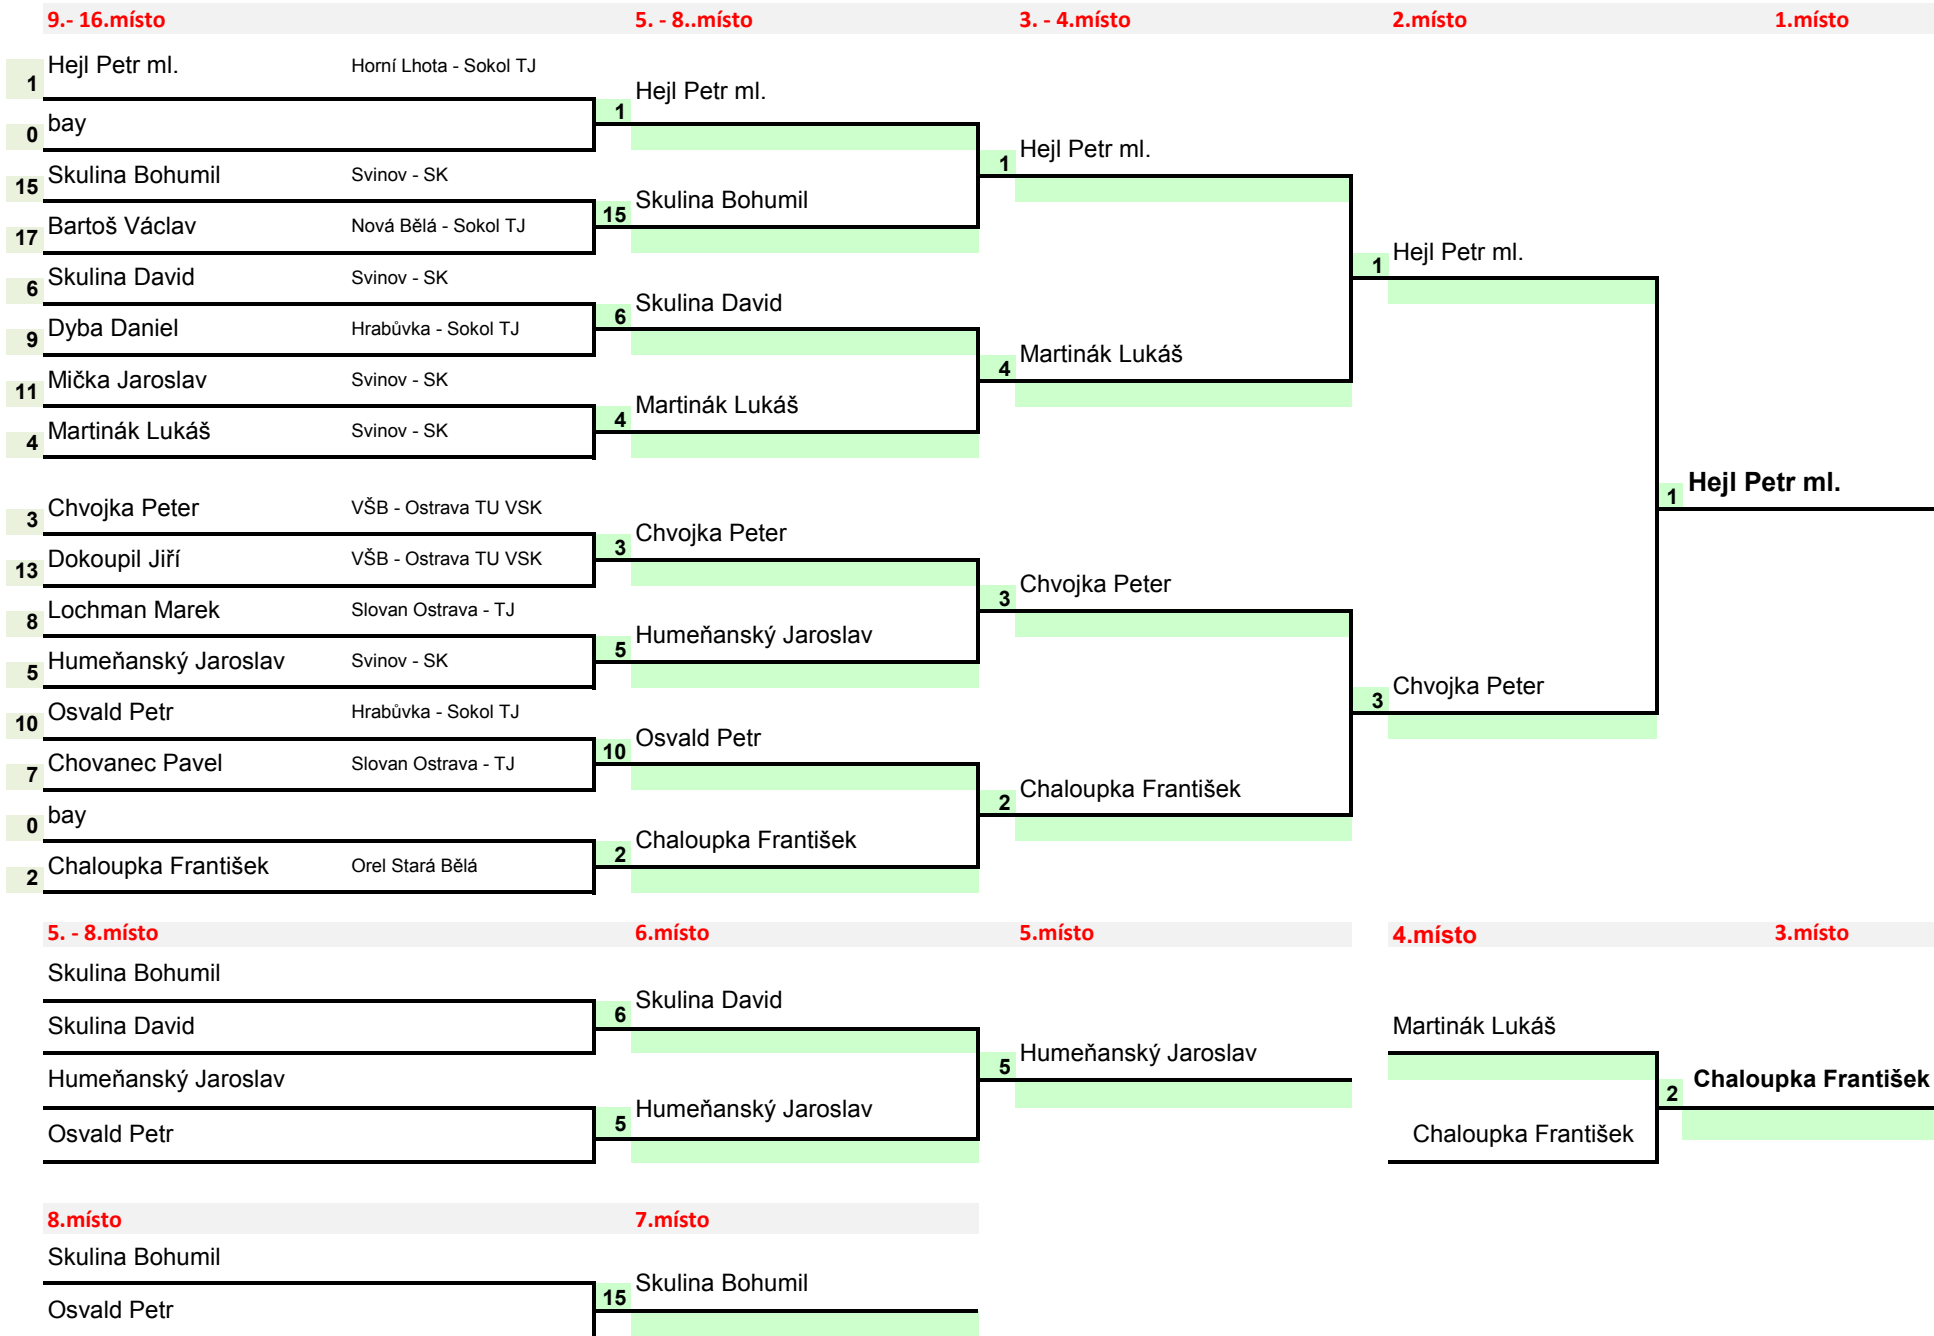 9.- 16.místo 5. - 8..místo 3. - 4.místo 2.místo 1.místo
1 Hejl Petr ml. Horní Lhota - Sokol TJ
1 Hejl Petr ml.
0 bay
1 Hejl Petr ml.
15 Skulina Bohumil Svinov - SK
15 Skulina Bohumil
17 Bartoš Václav Nová Bělá - Sokol TJ
1 Hejl Petr ml.
6 Skulina David Svinov - SK
6 Skulina David
9 Dyba Daniel Hrabůvka - Sokol TJ
4 Martinák Lukáš
11 Mička Jaroslav Svinov - SK
4 Martinák Lukáš
4 Martinák Lukáš Svinov - SK
1 Hejl Petr ml.
3 Chvojka Peter VŠB - Ostrava TU VSK
3 Chvojka Peter
13 Dokoupil Jiří VŠB - Ostrava TU VSK
3 Chvojka Peter
8 Lochman Marek Slovan Ostrava - TJ
5 Humeňanský Jaroslav
5 Humeňanský Jaroslav Svinov - SK
3 Chvojka Peter
10 Osvald Petr Hrabůvka - Sokol TJ
10 Osvald Petr
7 Chovanec Pavel Slovan Ostrava - TJ
2 Chaloupka František
0 bay
2 Chaloupka František
2 Chaloupka František Orel Stará Bělá
5. - 8.místo 6.místo 5.místo 4.místo 3.místo
Skulina Bohumil
6 Skulina David
Skulina David Martinák Lukáš
5 Humeňanský Jaroslav
Humeňanský Jaroslav 2 Chaloupka František
5 Humeňanský Jaroslav
Osvald Petr Chaloupka František
8.místo 7.místo
Skulina Bohumil
15 Skulina Bohumil
Osvald Petr